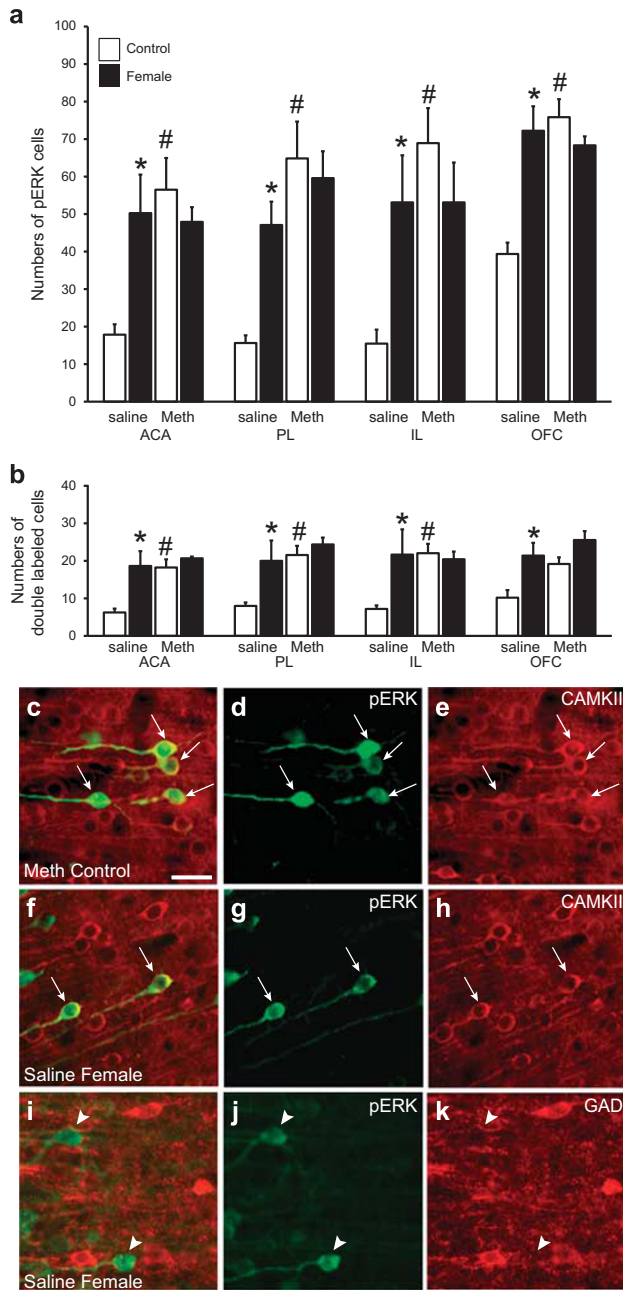 a
100
90
80
70
60
50
40
30
20
10
0
Numbers of pERK cells
Control
Female
* # * # * # * #
saline Meth saline Meth saline Meth saline Meth
ACA PL IL OFC
b
40
30
20
10
0
Numbers of
double labeled cells
* # * # * # *
saline Meth saline Meth saline Meth saline Meth
ACA PL IL OFC
c
Meth Control
d pERK
e CAMKII
f
Saline Female
g pERK
h CAMKII
i
Saline Female
j pERK
k GAD